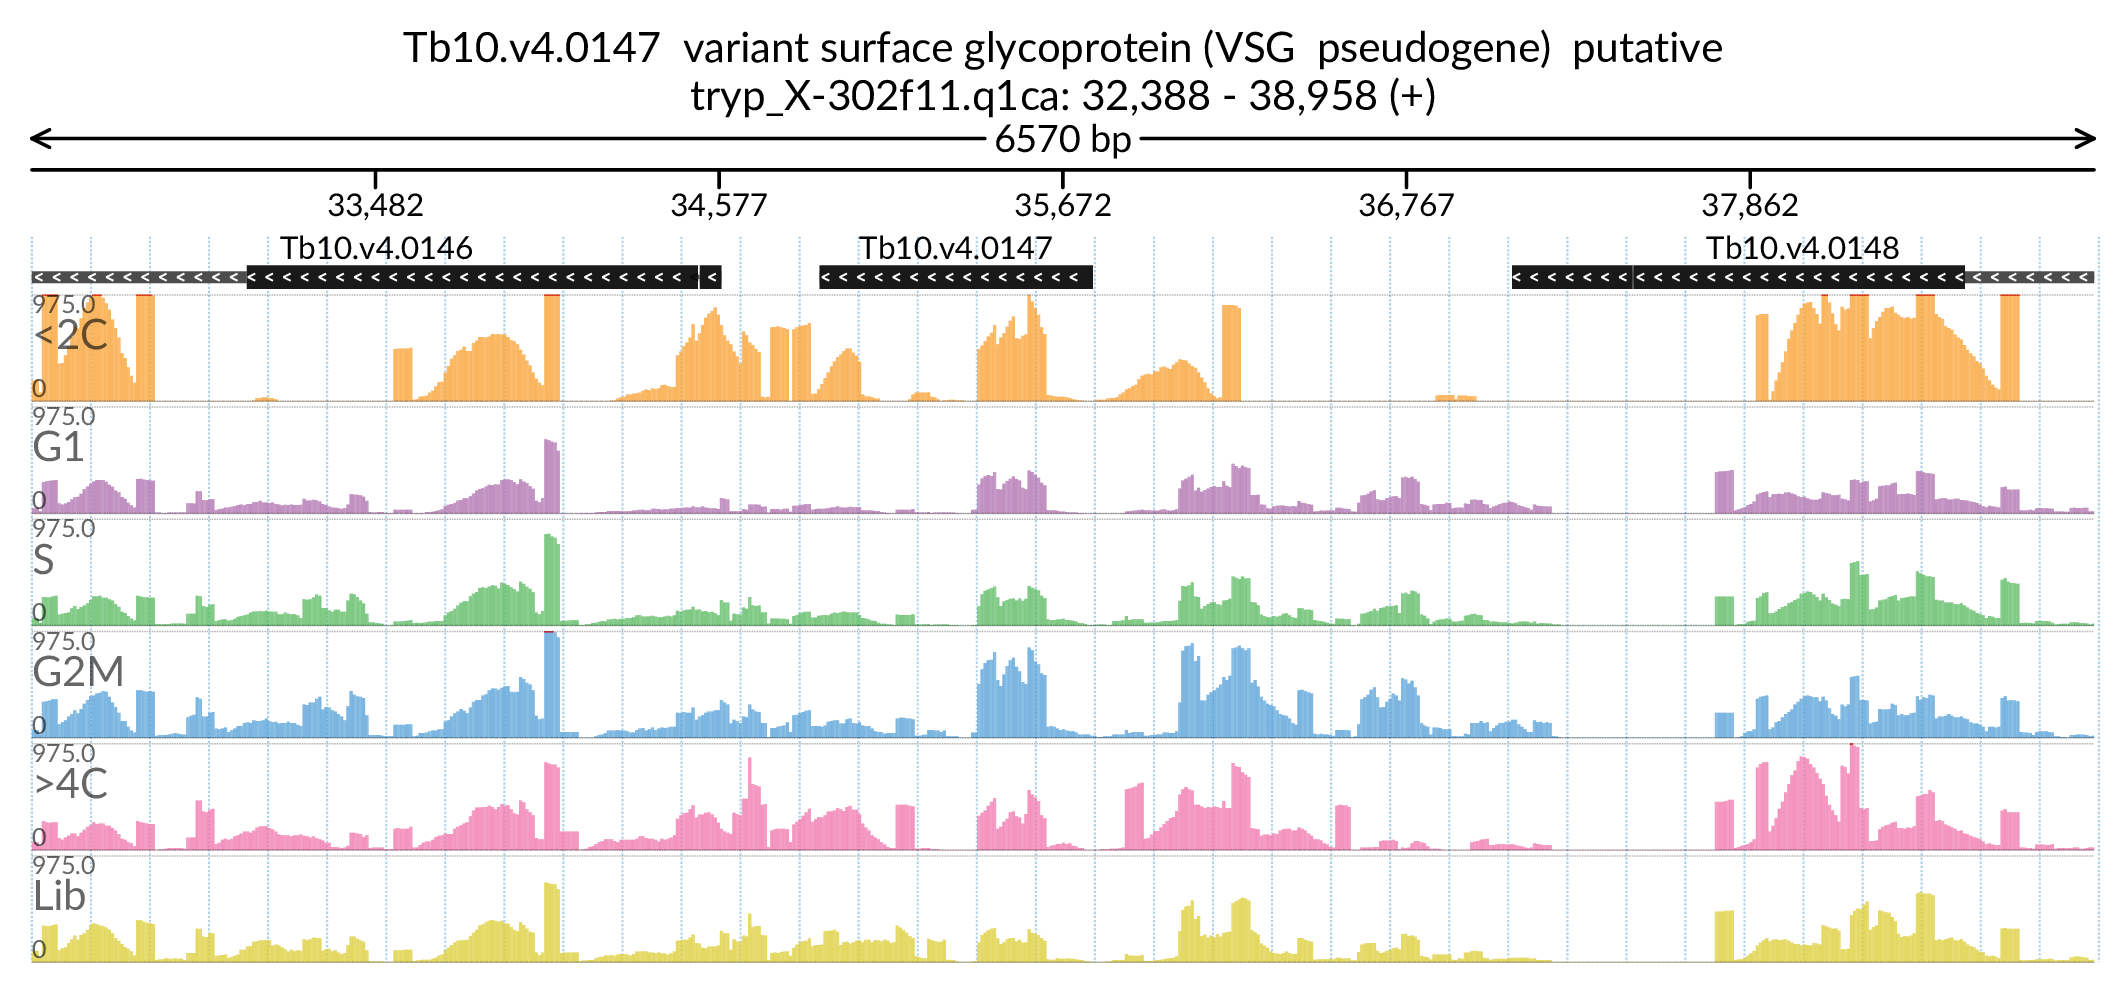 Tb10.v4.0147  variant surface glycoprotein (VSG  pseudogene)  putative
tryp_X-302f11.q1ca: 32,388 - 38,958 (+)
6570 bp
33,482 34,577 35,672 36,767 37,862
Tb10.v4.0146 Tb10.v4.0147 Tb10.v4.0148
975.0
<2C
0
975.0
G1
0
975.0
S
0
975.0
G2M
0
975.0
>4C
0
975.0
Lib
0